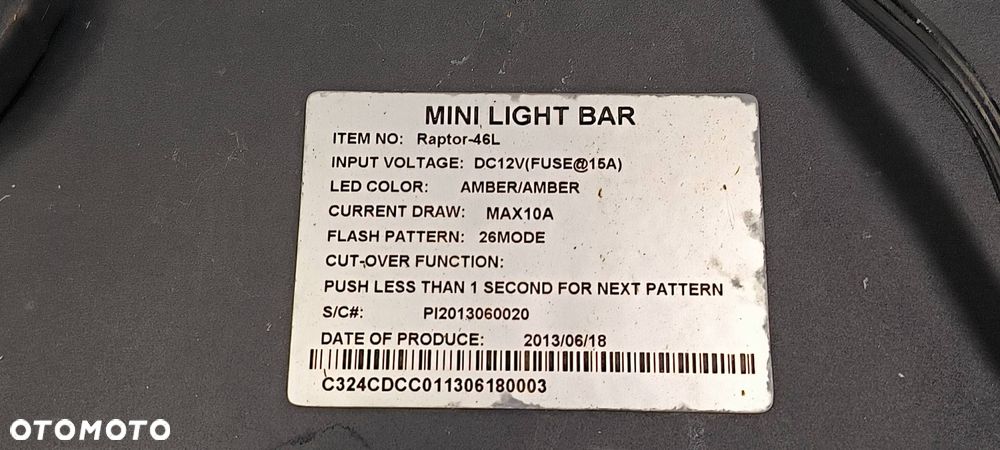 MINI LIGHT BAR
ITEM NO: Raptor-46L
INPUT VOLTAGE: DC12V(FUSE@15A)
LED COLOR: AMBER/AMBER
CURRENT DRAW: MAX10A
FLASH PATTERN: 26MODE
CUT-OVER FUNCTION:
PUSH LESS THAN 1 SECOND FOR NEXT PATTERN
S/C#: PI2013060020
DATE OF PRODUCE: 2013/06/18
C324CDCC011306180003
OTOMOTO